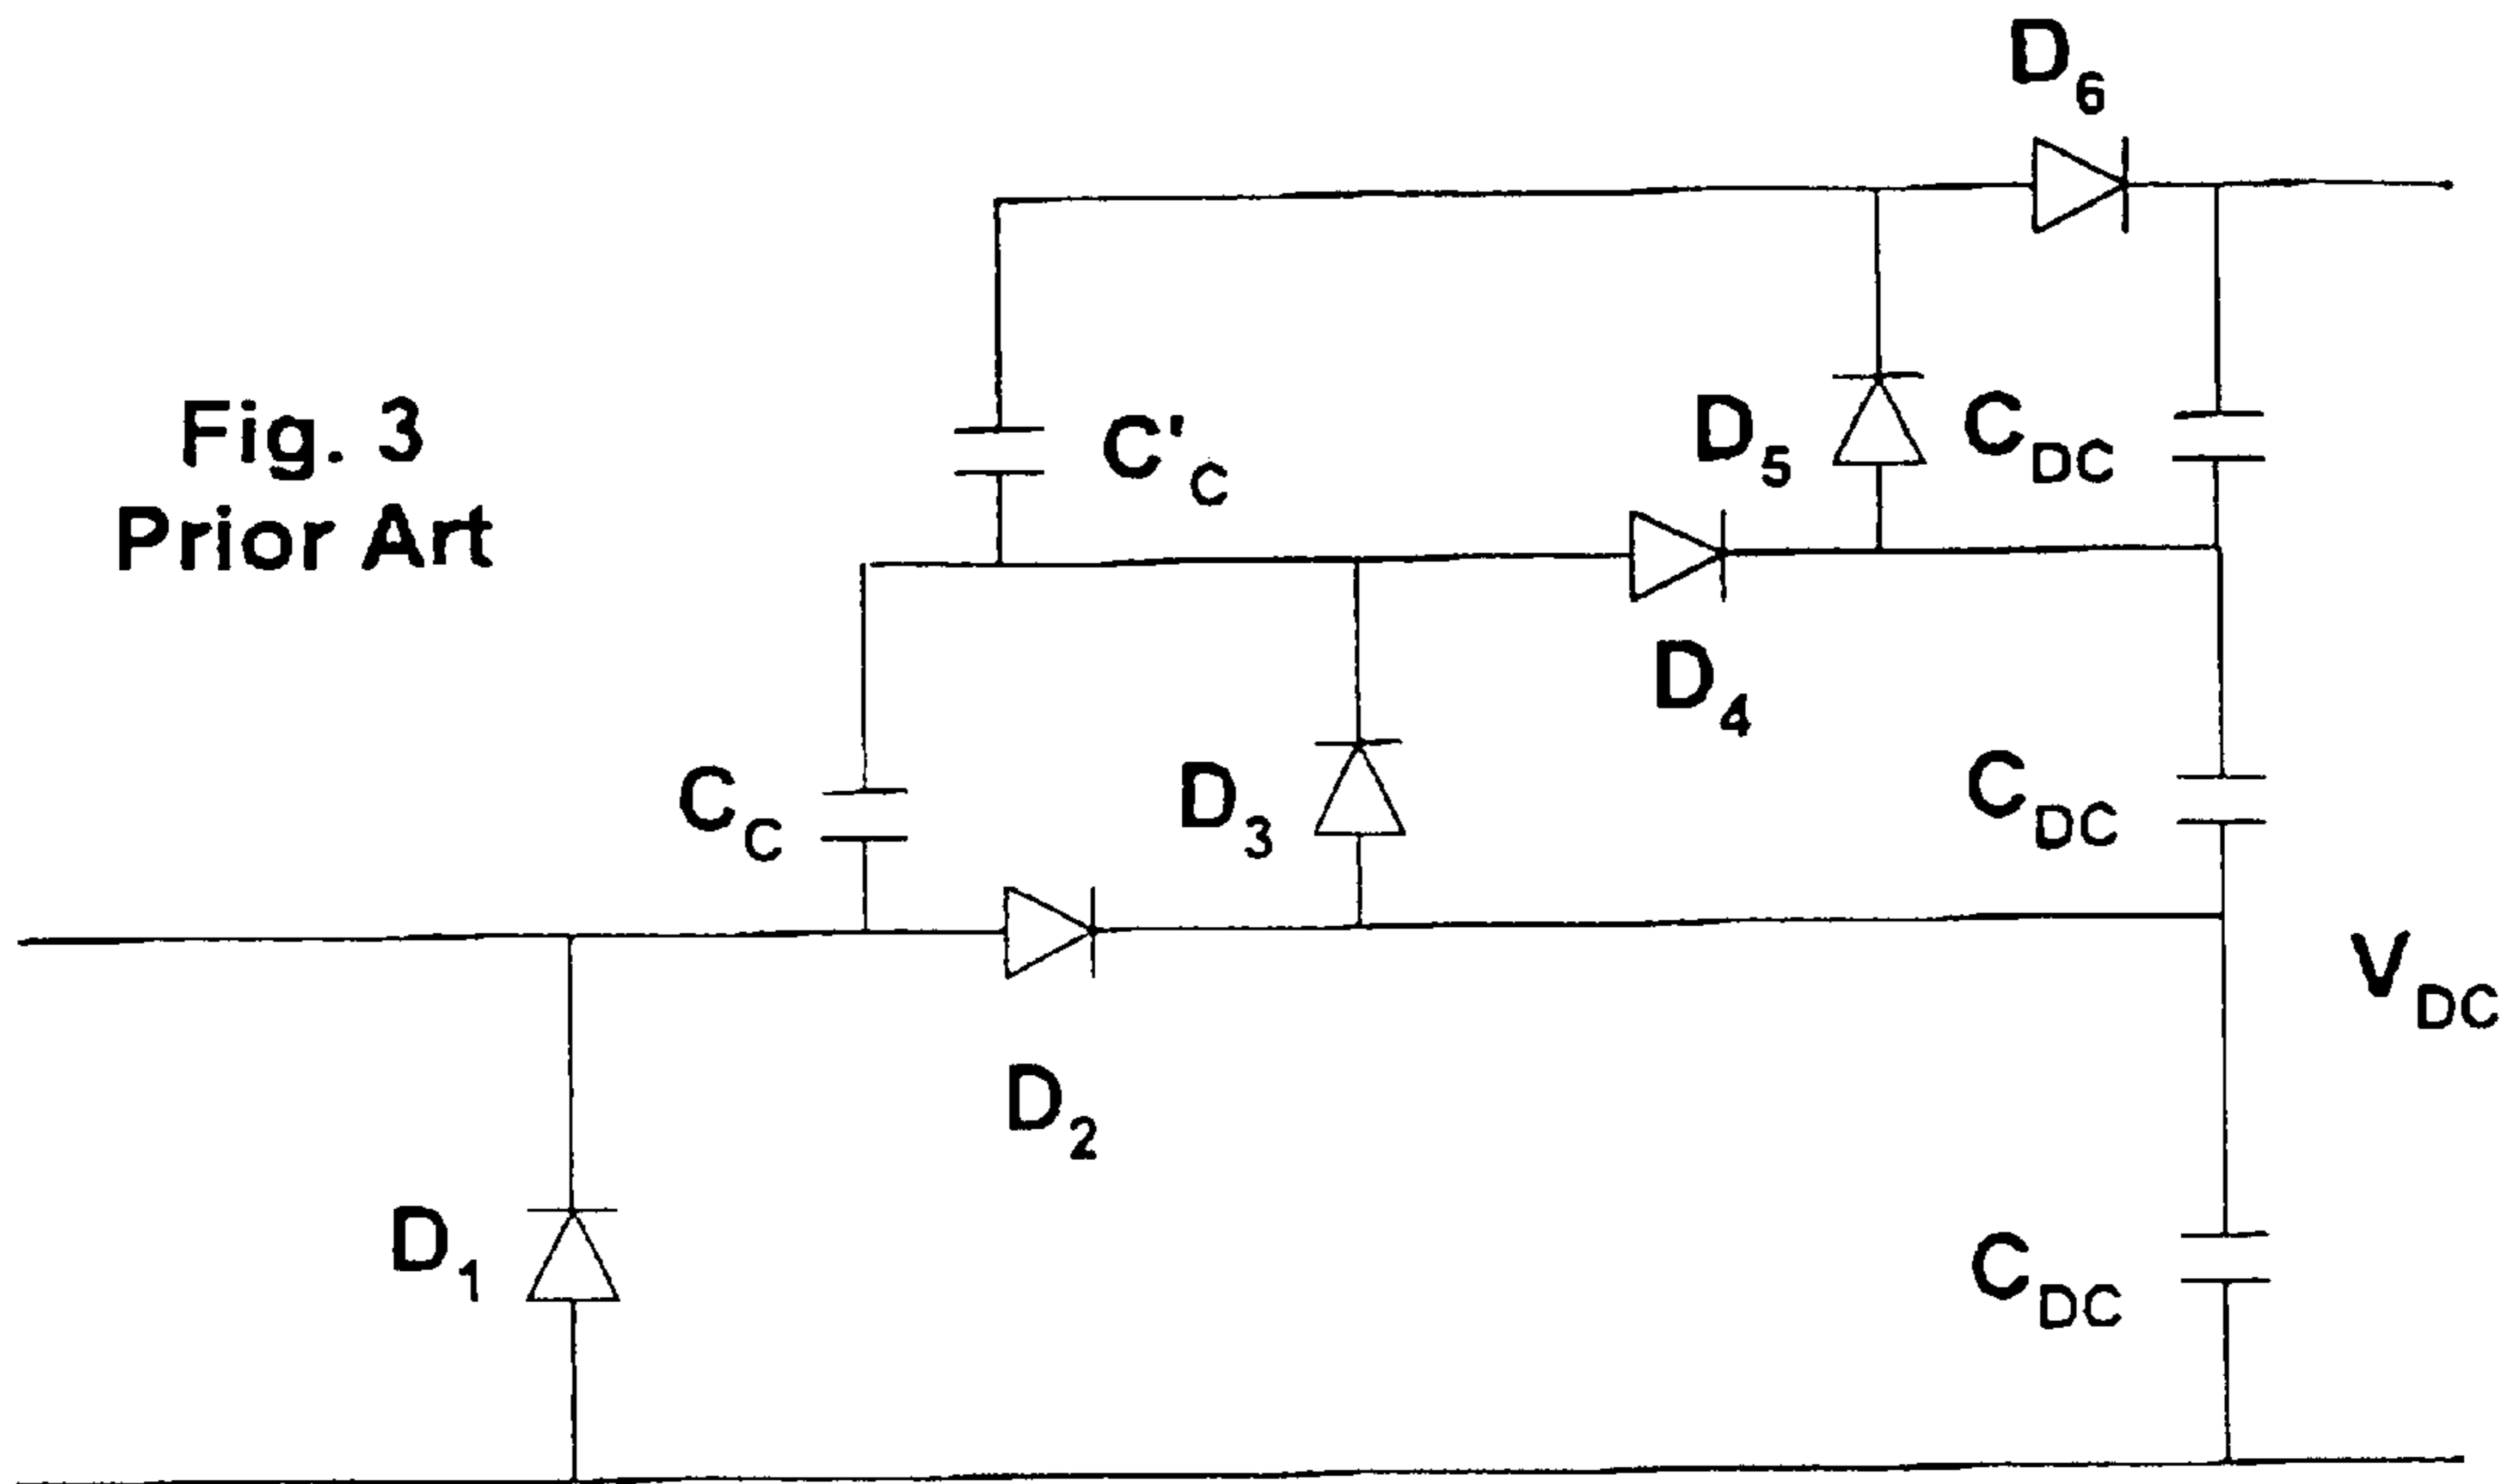 D6
Fig. 3
Prior Art
C'C
D5
CDC
D4
CC
D3
CDC
VDC
D2
D1
CDC